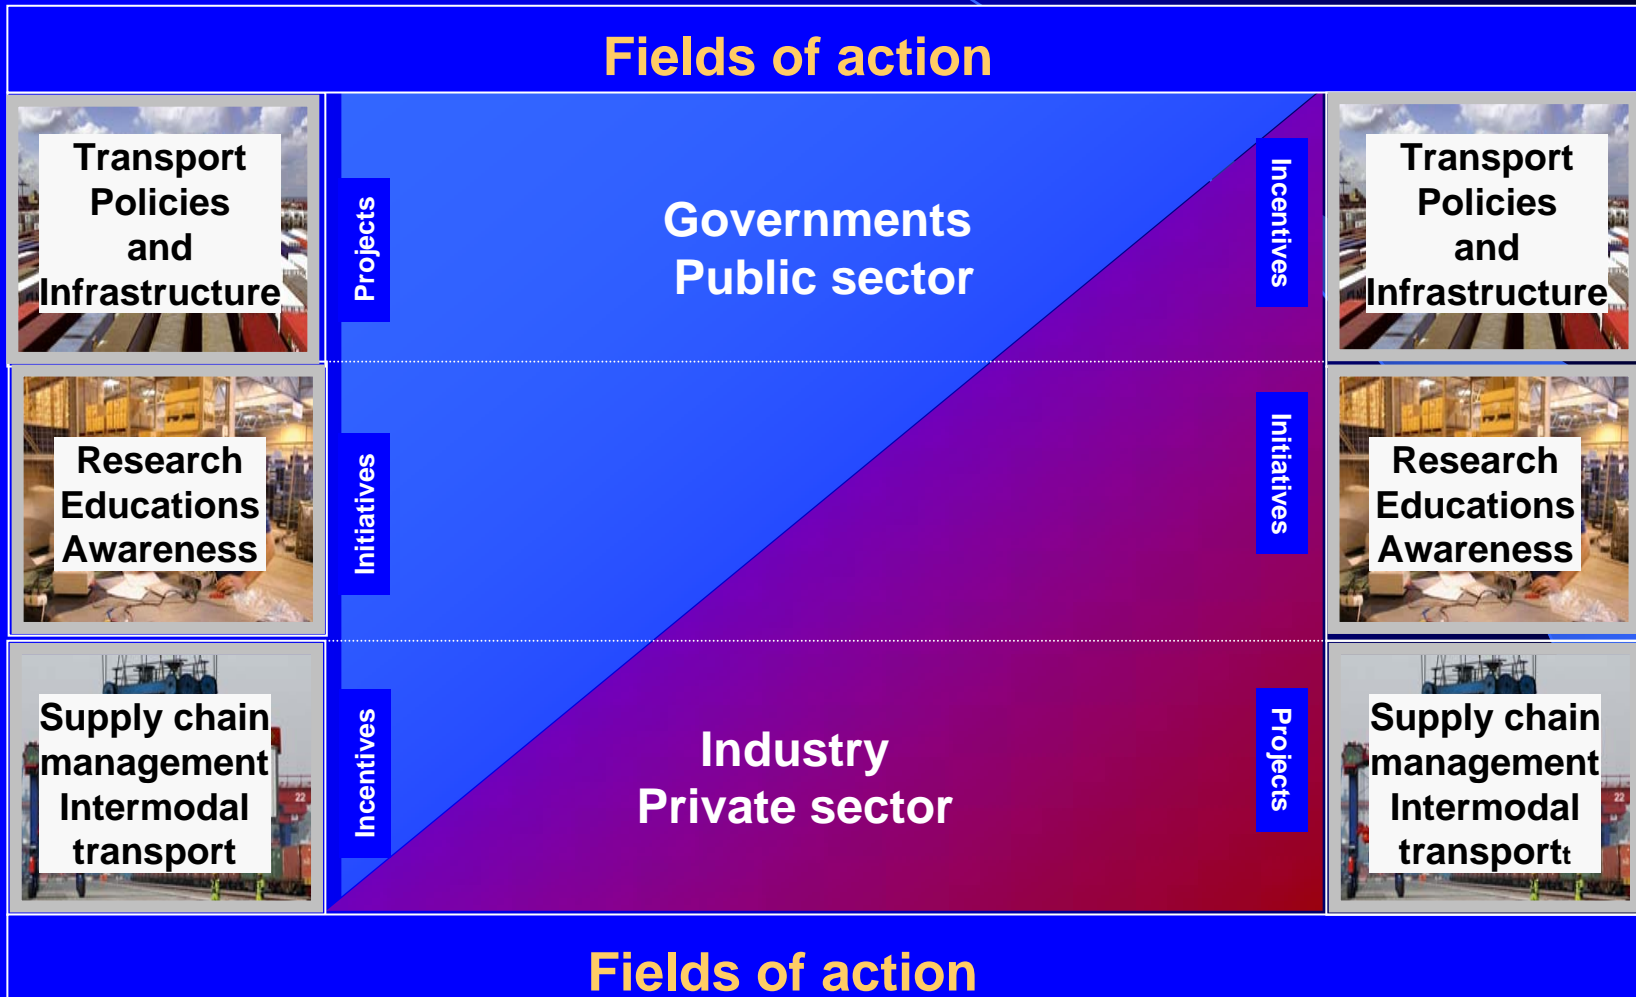 Fields of action
Transport
Policies
and
Infrastructure
Projects
Governments
Public sector
Incentives
Transport
Policies
and
Infrastructure
Research
Educations
Awareness
Initiatives
Initiatives
Research
Educations
Awareness
Supply chain
management
Intermodal
transport
22
Incentives
Industry
Private sector
Projects
Supply chain
management
Intermodal
transportt
22
Fields of action